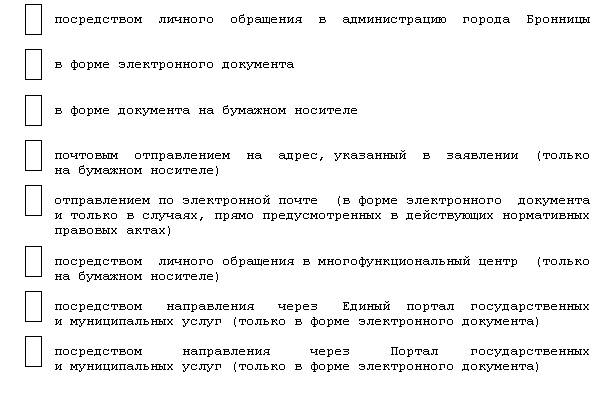 посредством личного обращения в администрацию города Бронницы
в форме электронного документа
в форме документа на бумажном носителе
почтовым отправлением на адрес, указанный в заявлении (только
на бумажном носителе)
отправлением по электронной почте (в форме электронного документа
и только в случаях, прямо предусмотренных в действующих нормативных
правовых актах)
посредством личного обращения в многофункциональный центр (только
на бумажном носителе)
посредством направления через Единый портал государственных
и муниципальных услуг (только в форме электронного документа)
посредством направления через Портал государственных
и муниципальных услуг (только в форме электронного документа)